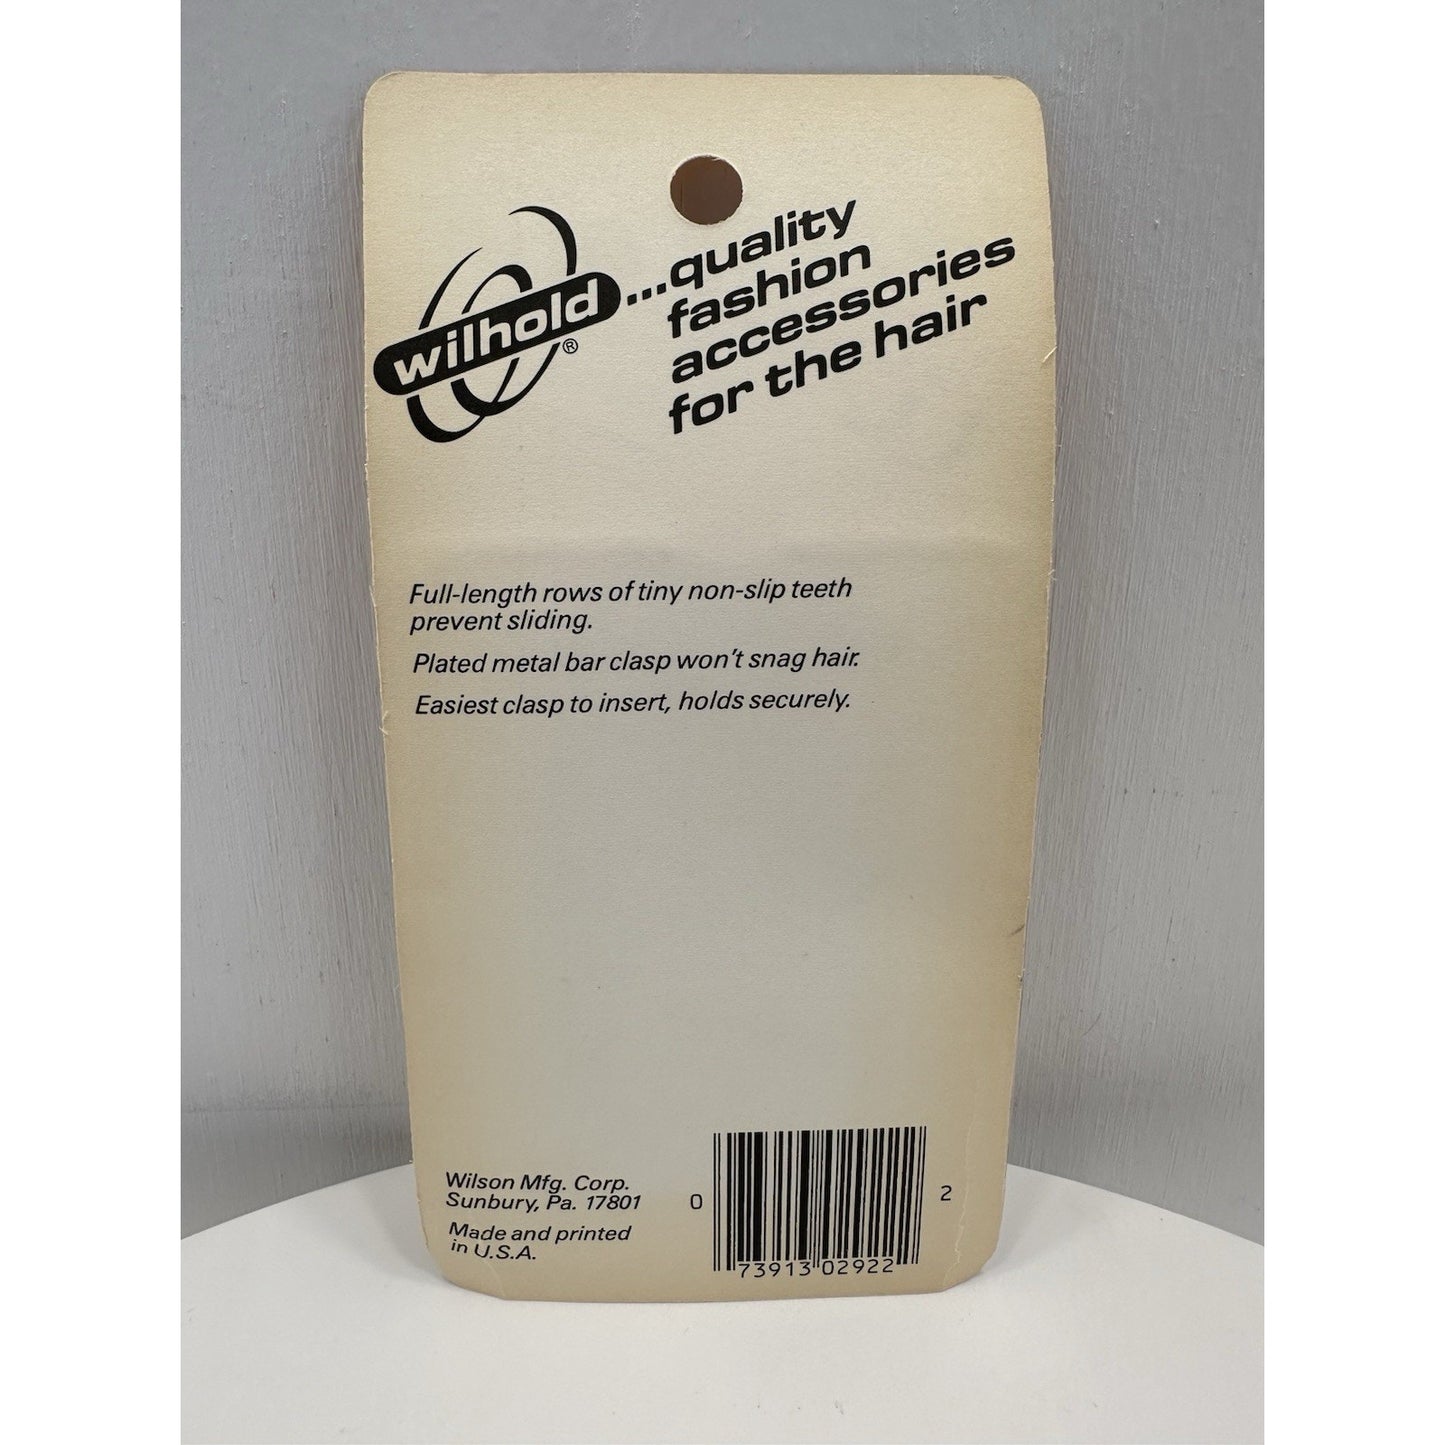 wilhold®
...quality
fashion
accessories
for the hair
Full-length rows of tiny non-slip teeth
prevent sliding.
Plated metal bar clasp won't snag hair.
Easiest clasp to insert, holds securely.
Wilson Mfg. Corp.
Sunbury, Pa. 17801
Made and printed
in U.S.A.
0 73913 02922 2